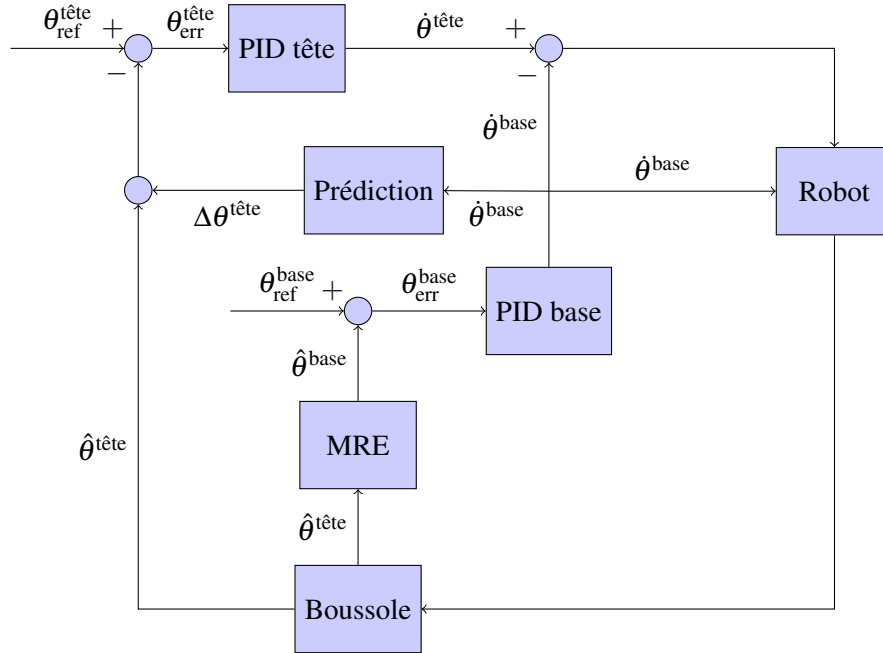 θ_ref^tête + θ_err^tête PID tête θ̇^tête +
− −
θ̇^base
Prédiction θ̇^base Robot
Δθ^tête θ̇^base
θ_ref^base + θ_err^base PID base
θ̂^base
MRE
θ̂^tête
θ̂^tête
Boussole